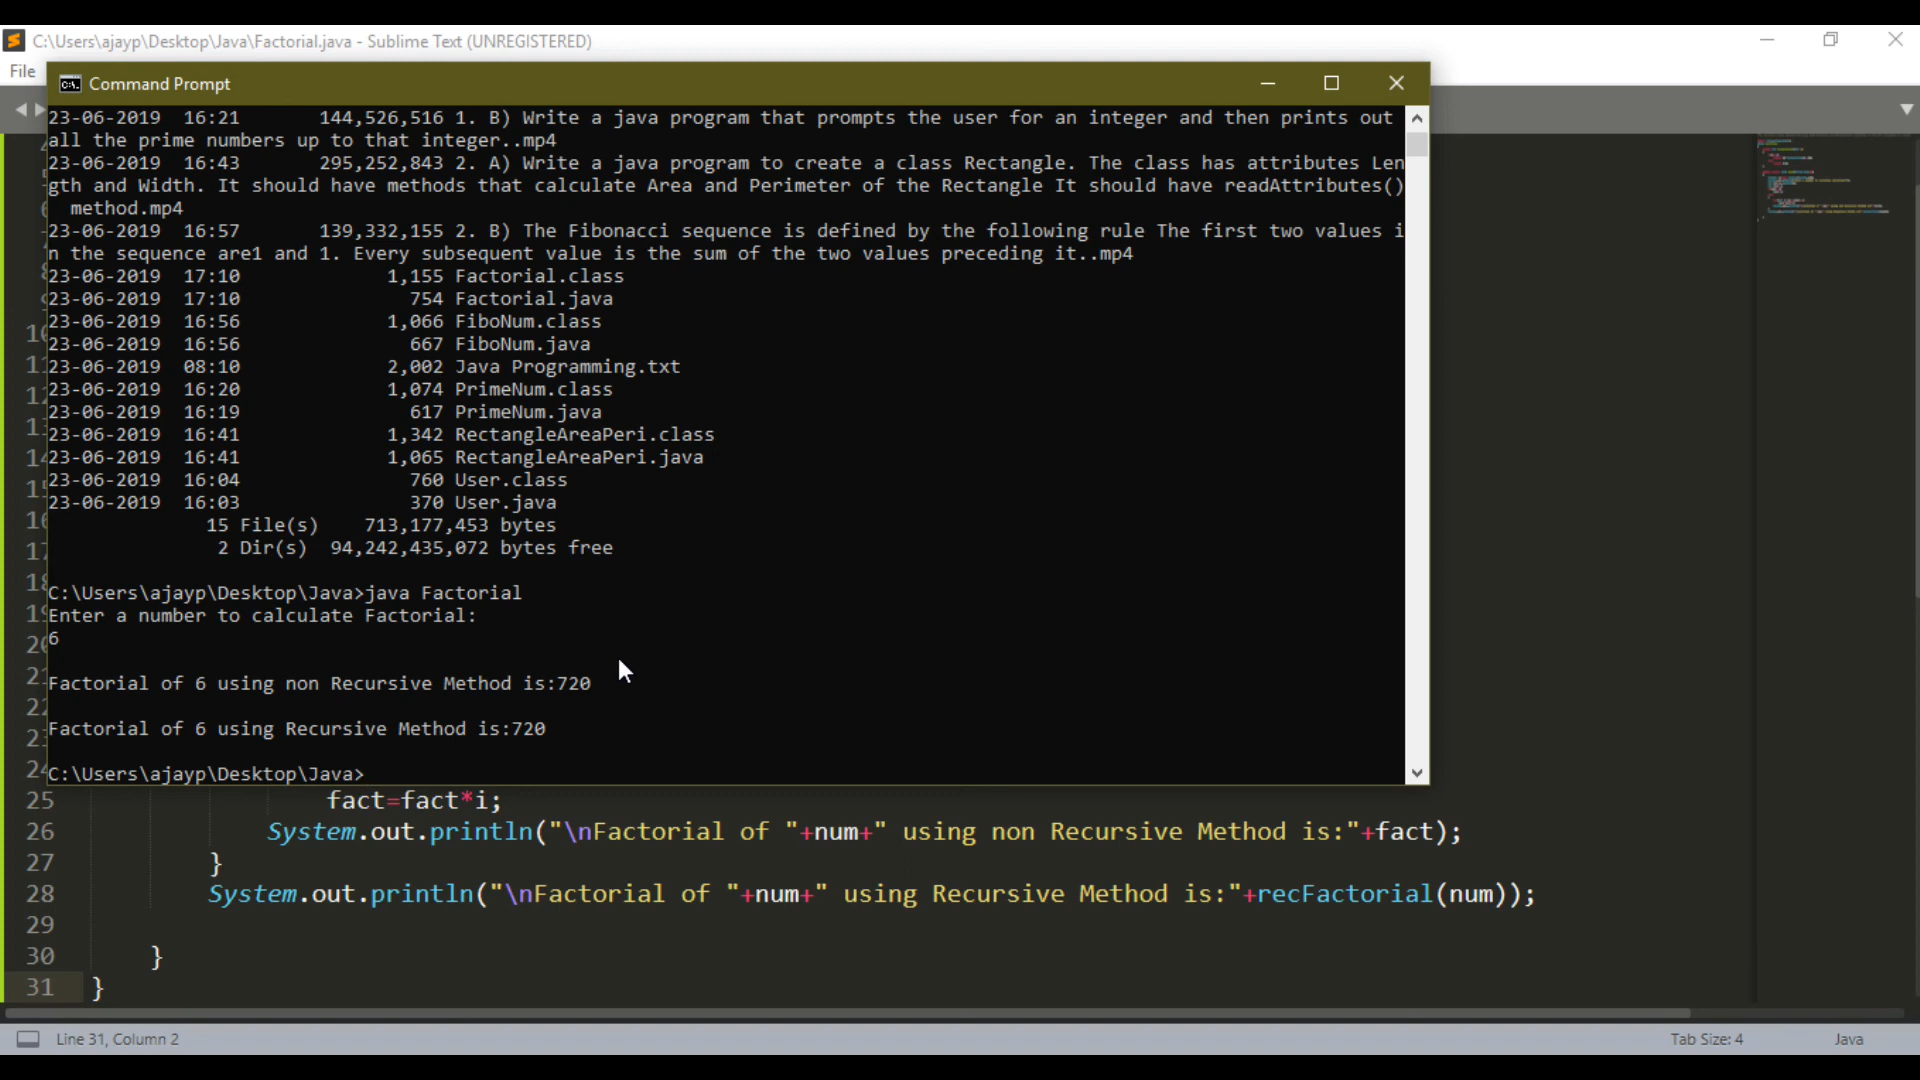 C:\Users\ajayp\Desktop\Java\Factorial.java - Sublime Text (UNREGISTERED)
File
Command Prompt
23-06-2019  16:21       144,526,516 1. B) Write a java program that prompts the user for an integer and then prints out
all the prime numbers up to that integer..mp4
23-06-2019  16:43       295,252,843 2. A) Write a java program to create a class Rectangle. The class has attributes Len
gth and Width. It should have methods that calculate Area and Perimeter of the Rectangle It should have readAttributes()
  method.mp4
23-06-2019  16:57       139,332,155 2. B) The Fibonacci sequence is defined by the following rule The first two values i
n the sequence are1 and 1. Every subsequent value is the sum of the two values preceding it..mp4
23-06-2019  17:10             1,155 Factorial.class
23-06-2019  17:10               754 Factorial.java
23-06-2019  16:56             1,066 FiboNum.class
23-06-2019  16:56               667 FiboNum.java
23-06-2019  08:10             2,002 Java Programming.txt
23-06-2019  16:20             1,074 PrimeNum.class
23-06-2019  16:19               617 PrimeNum.java
23-06-2019  16:41             1,342 RectangleAreaPeri.class
23-06-2019  16:41             1,065 RectangleAreaPeri.java
23-06-2019  16:04               760 User.class
23-06-2019  16:03               370 User.java
              15 File(s)    713,177,453 bytes
               2 Dir(s)  94,242,435,072 bytes free
C:\Users\ajayp\Desktop\Java>java Factorial
Enter a number to calculate Factorial:
6
Factorial of 6 using non Recursive Method is:720
Factorial of 6 using Recursive Method is:720
C:\Users\ajayp\Desktop\Java>
25 fact=fact*i;
26 System.out.println("\nFactorial of "+num+" using non Recursive Method is:"+fact);
27 }
28 System.out.println("\nFactorial of "+num+" using Recursive Method is:"+recFactorial(num));
29
30 }
31 }
Line 31, Column 2
Tab Size: 4
Java